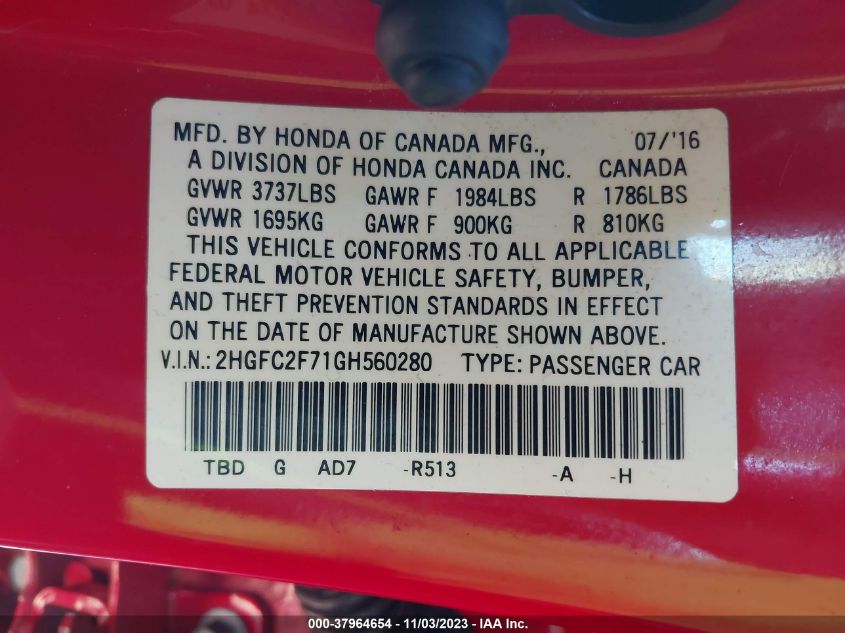 MFD. BY HONDA OF CANADA MFG., 07/'16
A DIVISION OF HONDA CANADA INC. CANADA
GVWR 3737LBS GAWR F 1984LBS R 1786LBS
GVWR 1695KG GAWR F 900KG R 810KG
THIS VEHICLE CONFORMS TO ALL APPLICABLE
FEDERAL MOTOR VEHICLE SAFETY, BUMPER,
AND THEFT PREVENTION STANDARDS IN EFFECT
ON THE DATE OF MANUFACTURE SHOWN ABOVE.
V.I.N.: 2HGFC2F71GH560280 TYPE: PASSENGER CAR
TBD G AD7 -R513 -A -H
000-37964654 - 11/03/2023 - IAA Inc.